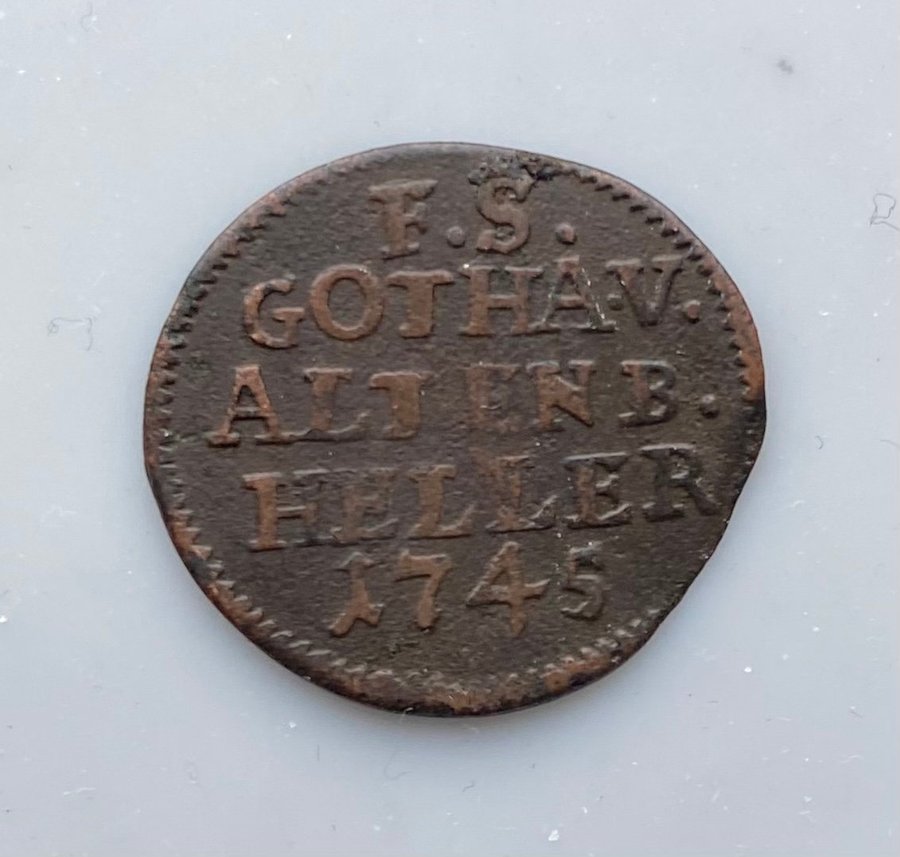 F.S.
GOTHA.V.
ALTENB.
HELLER
1745